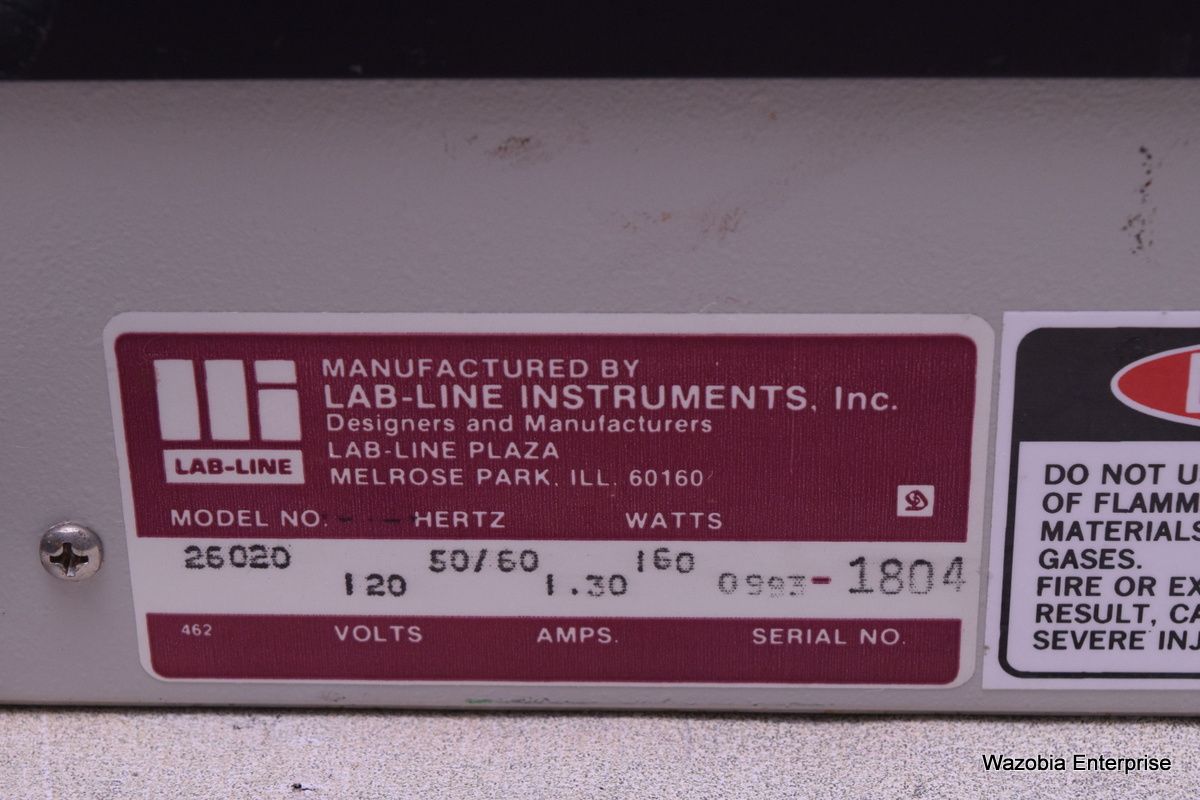 MANUFACTURED BY
LAB-LINE INSTRUMENTS, Inc.
Designers and Manufacturers
LAB-LINE PLAZA
MELROSE PARK, ILL. 60160
LAB-LINE
MODEL NO. HERTZ WATTS
26020 50/60 160
120 1.30 0993-1804
462 VOLTS AMPS. SERIAL NO.
DO NOT U
OF FLAMM
MATERIALS
GASES.
FIRE OR EX
RESULT, CA
SEVERE INJ
Wazobia Enterprise